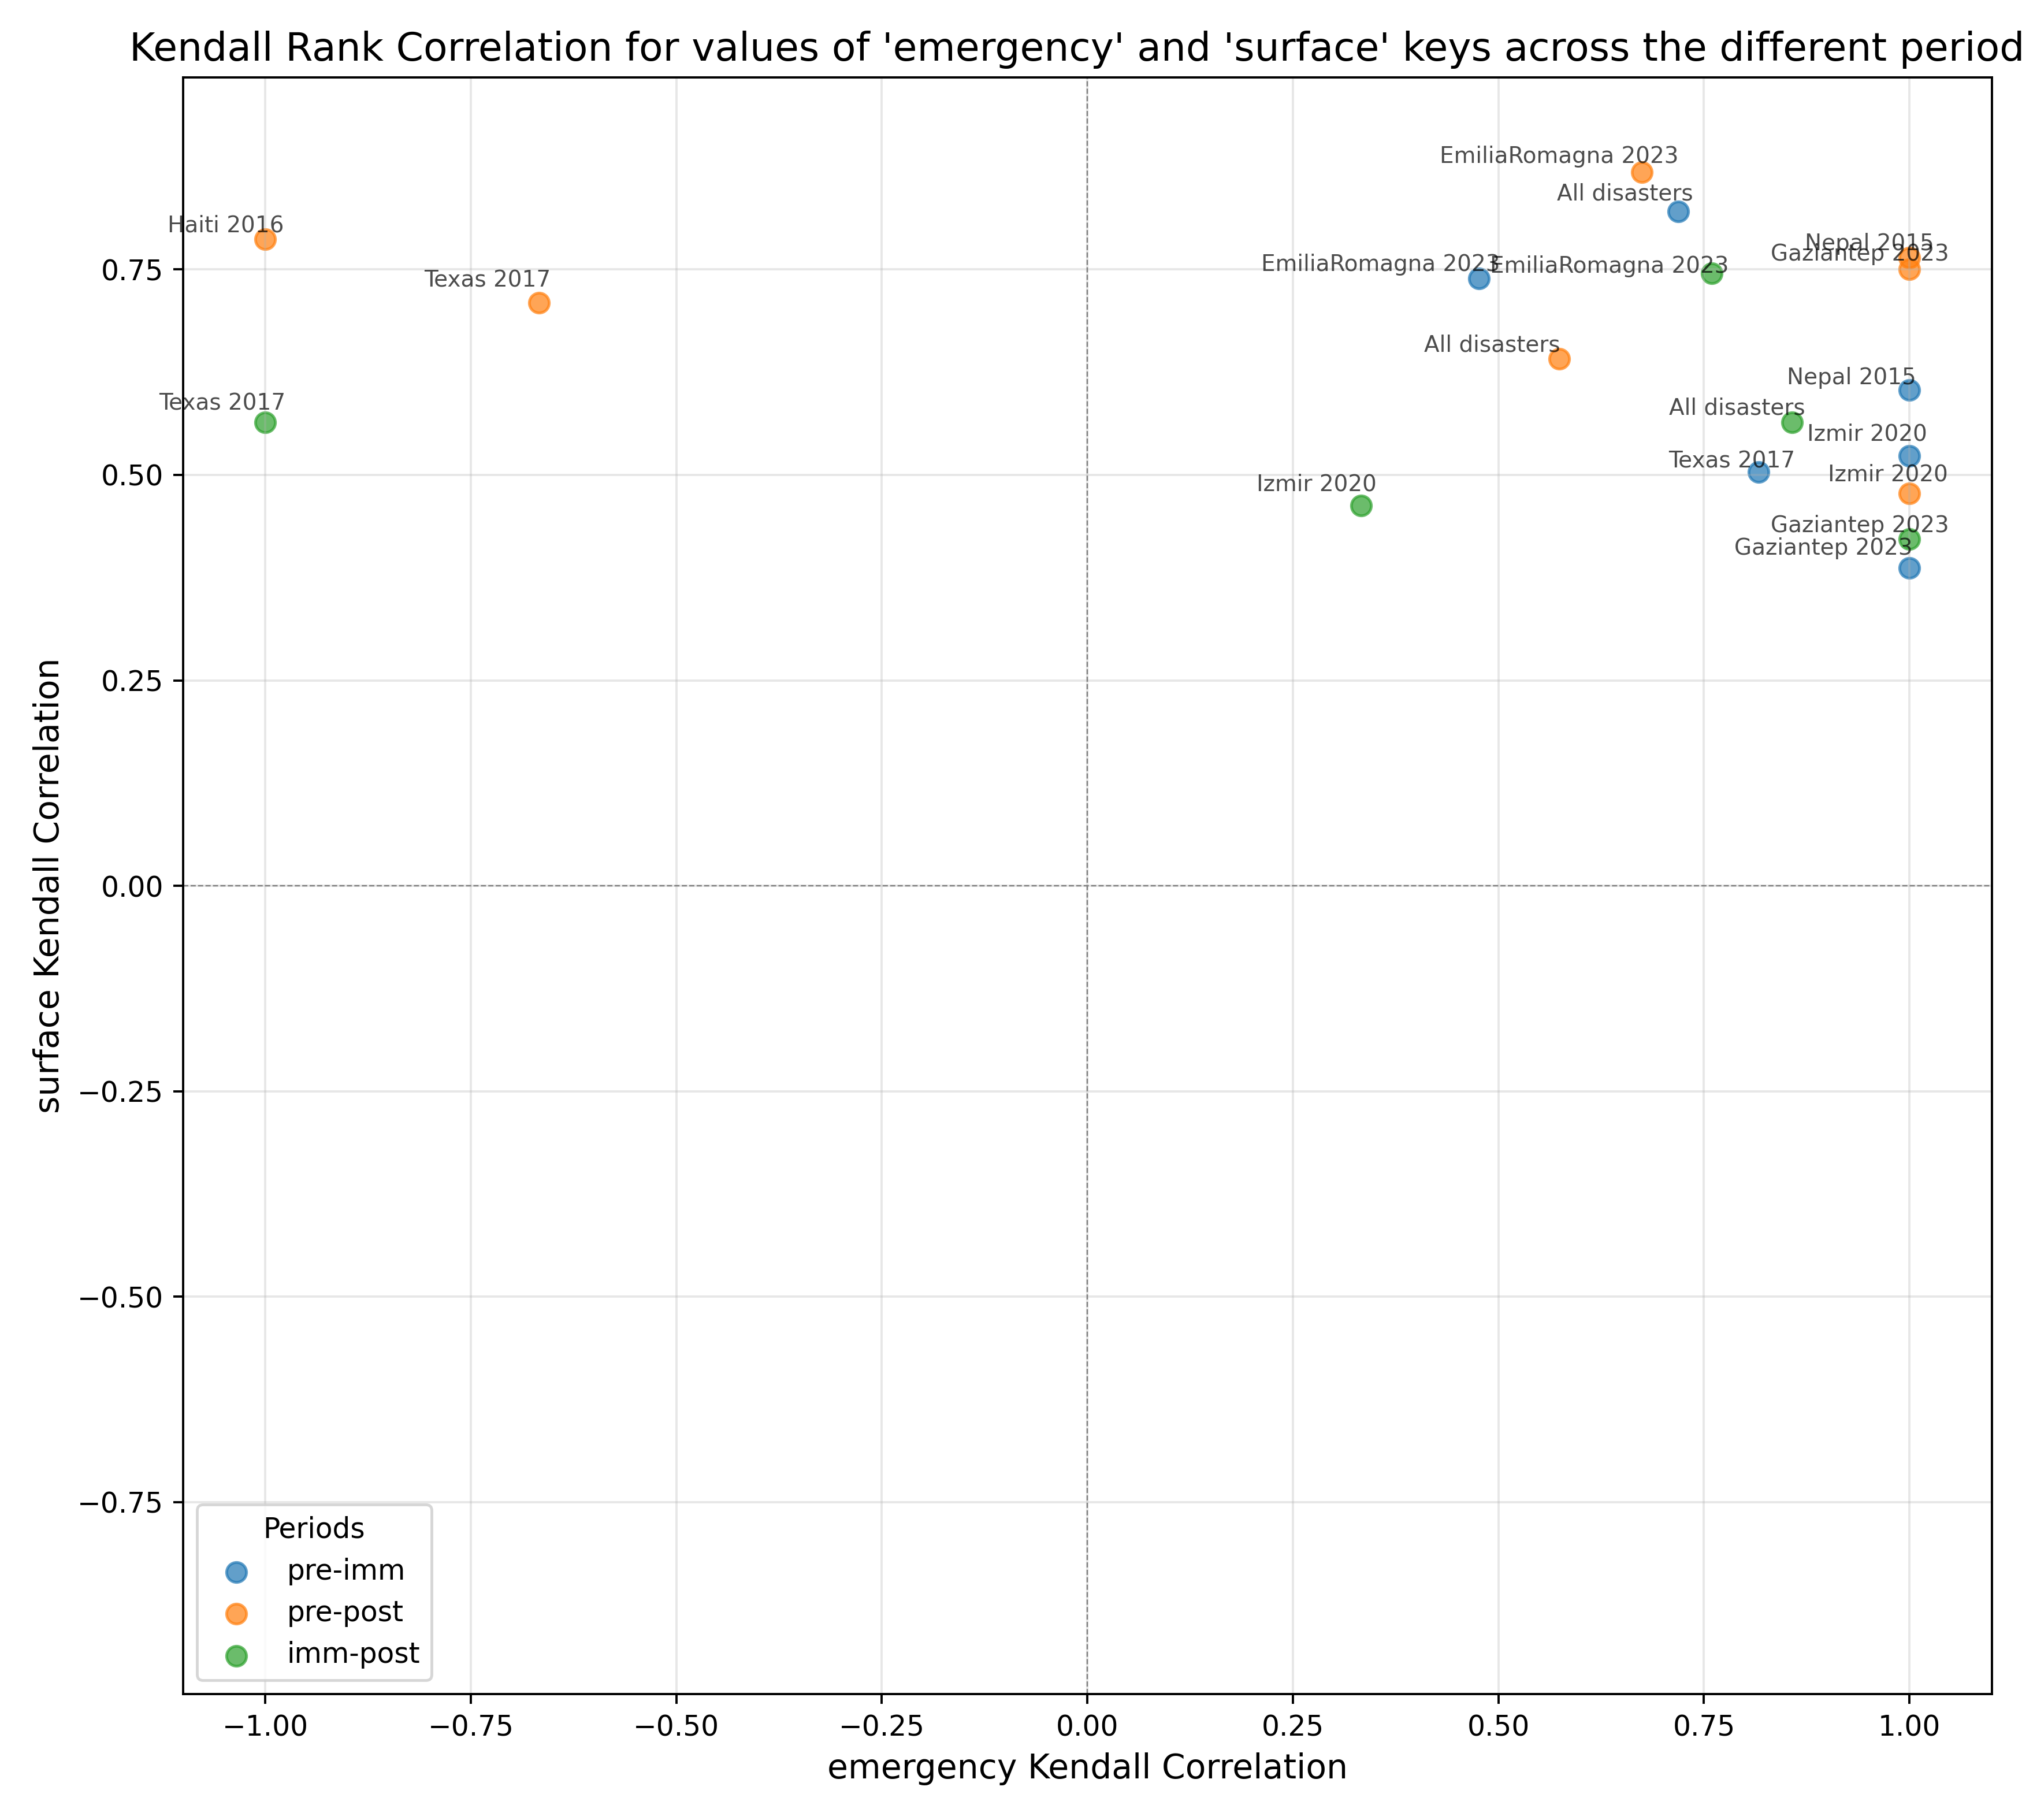 Kendall Rank Correlation for values of 'emergency' and 'surface' keys across the different period
EmiliaRomagna 2023
All disasters
Haiti 2016
Nepal 2015
Gaziantep 2023
EmiliaRomagna 2023
EmiliaRomagna 2023
Texas 2017
All disasters
Nepal 2015
Texas 2017
All disasters
Izmir 2020
Texas 2017
Izmir 2020
Izmir 2020
Gaziantep 2023
Gaziantep 2023
0.75
0.50
0.25
0.00
−0.25
−0.50
−0.75
surface Kendall Correlation
Periods
pre-imm
pre-post
imm-post
−1.00 −0.75 −0.50 −0.25 0.00 0.25 0.50 0.75 1.00
emergency Kendall Correlation